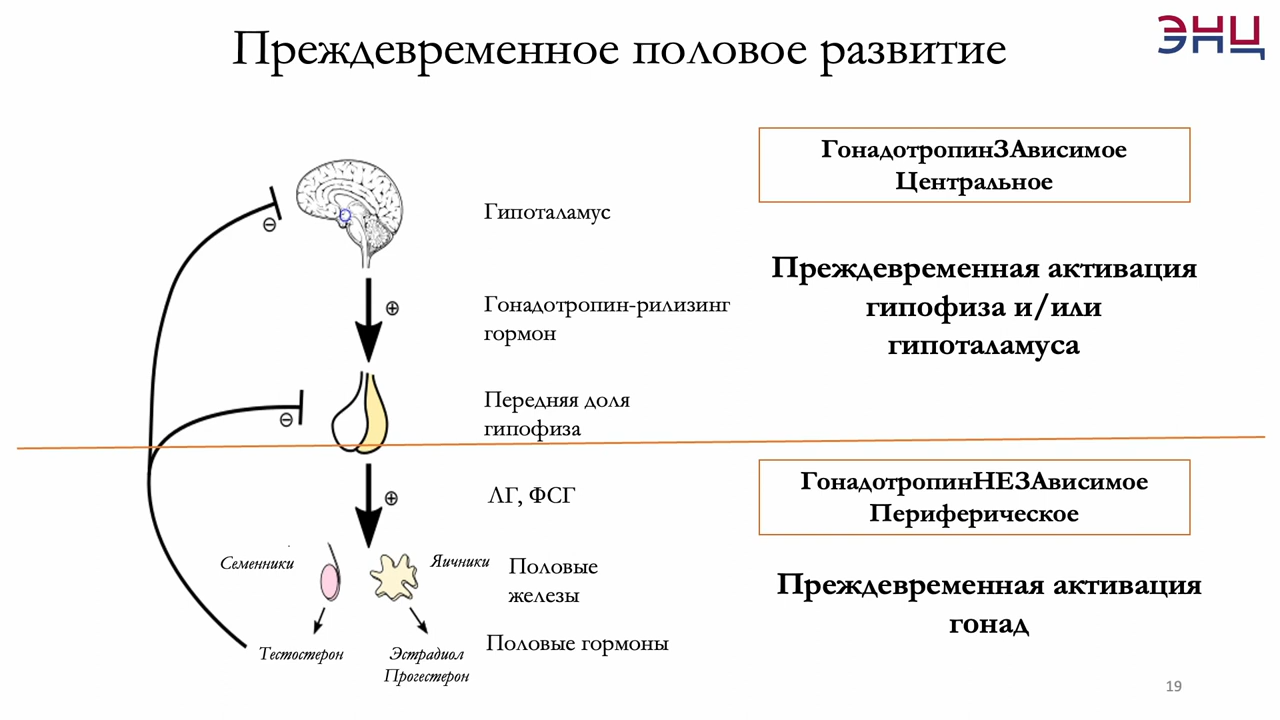 Преждевременное половое развитие
ЭНЦ
ГонадотропинЗАвисимое
Центральное
Гипоталамус
Преждевременная активация
гипофиза и/или
гипоталамуса
Гонадотропин-рилизинг
гормон
Передняя доля
гипофиза
ГонадотропинНЕЗАвисимое
Периферическое
ЛГ, ФСГ
Семенники
Яичники
Половые
железы
Преждевременная активация
гонад
Половые гормоны
Тестостерон
Эстрадиол
Прогестерон
19